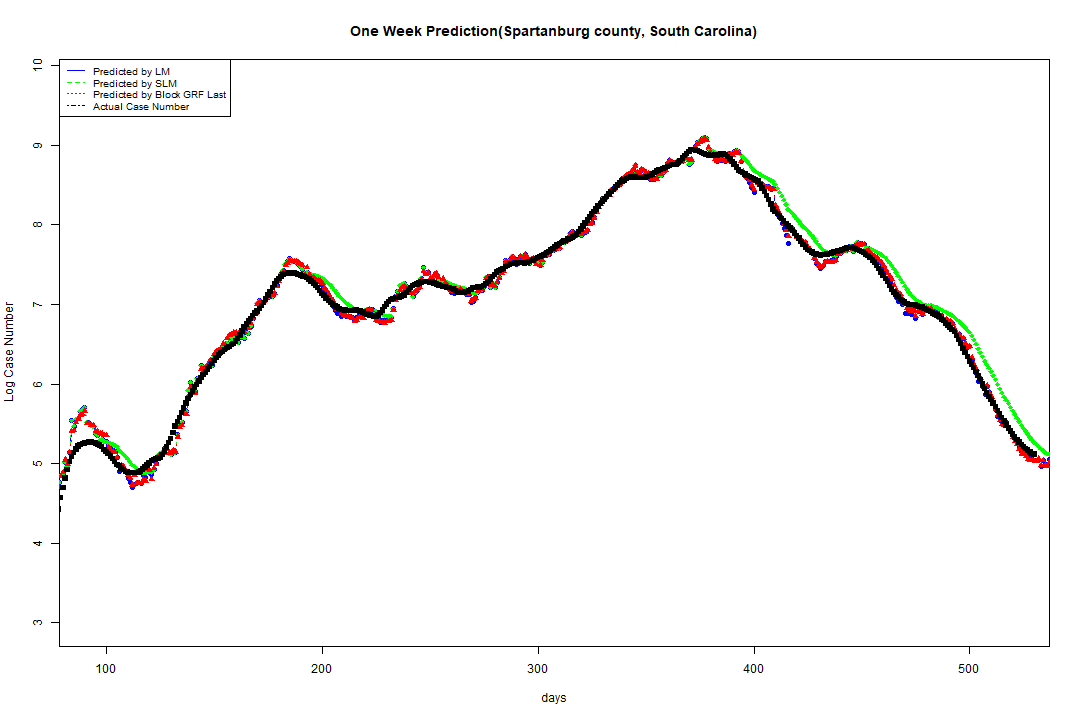 One Week Prediction(Spartanburg county, South Carolina)
Predicted by LM
Predicted by SLM
Predicted by Block GRF Last
Actual Case Number
10
9
8
7
6
5
4
3
Log Case Number
100 200 300 400 500
days